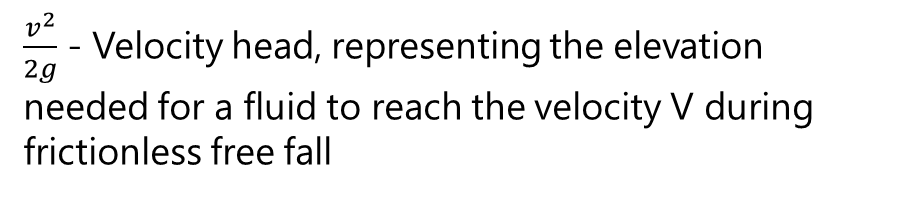 v²/2g - Velocity head, representing the elevation
needed for a fluid to reach the velocity V during
frictionless free fall